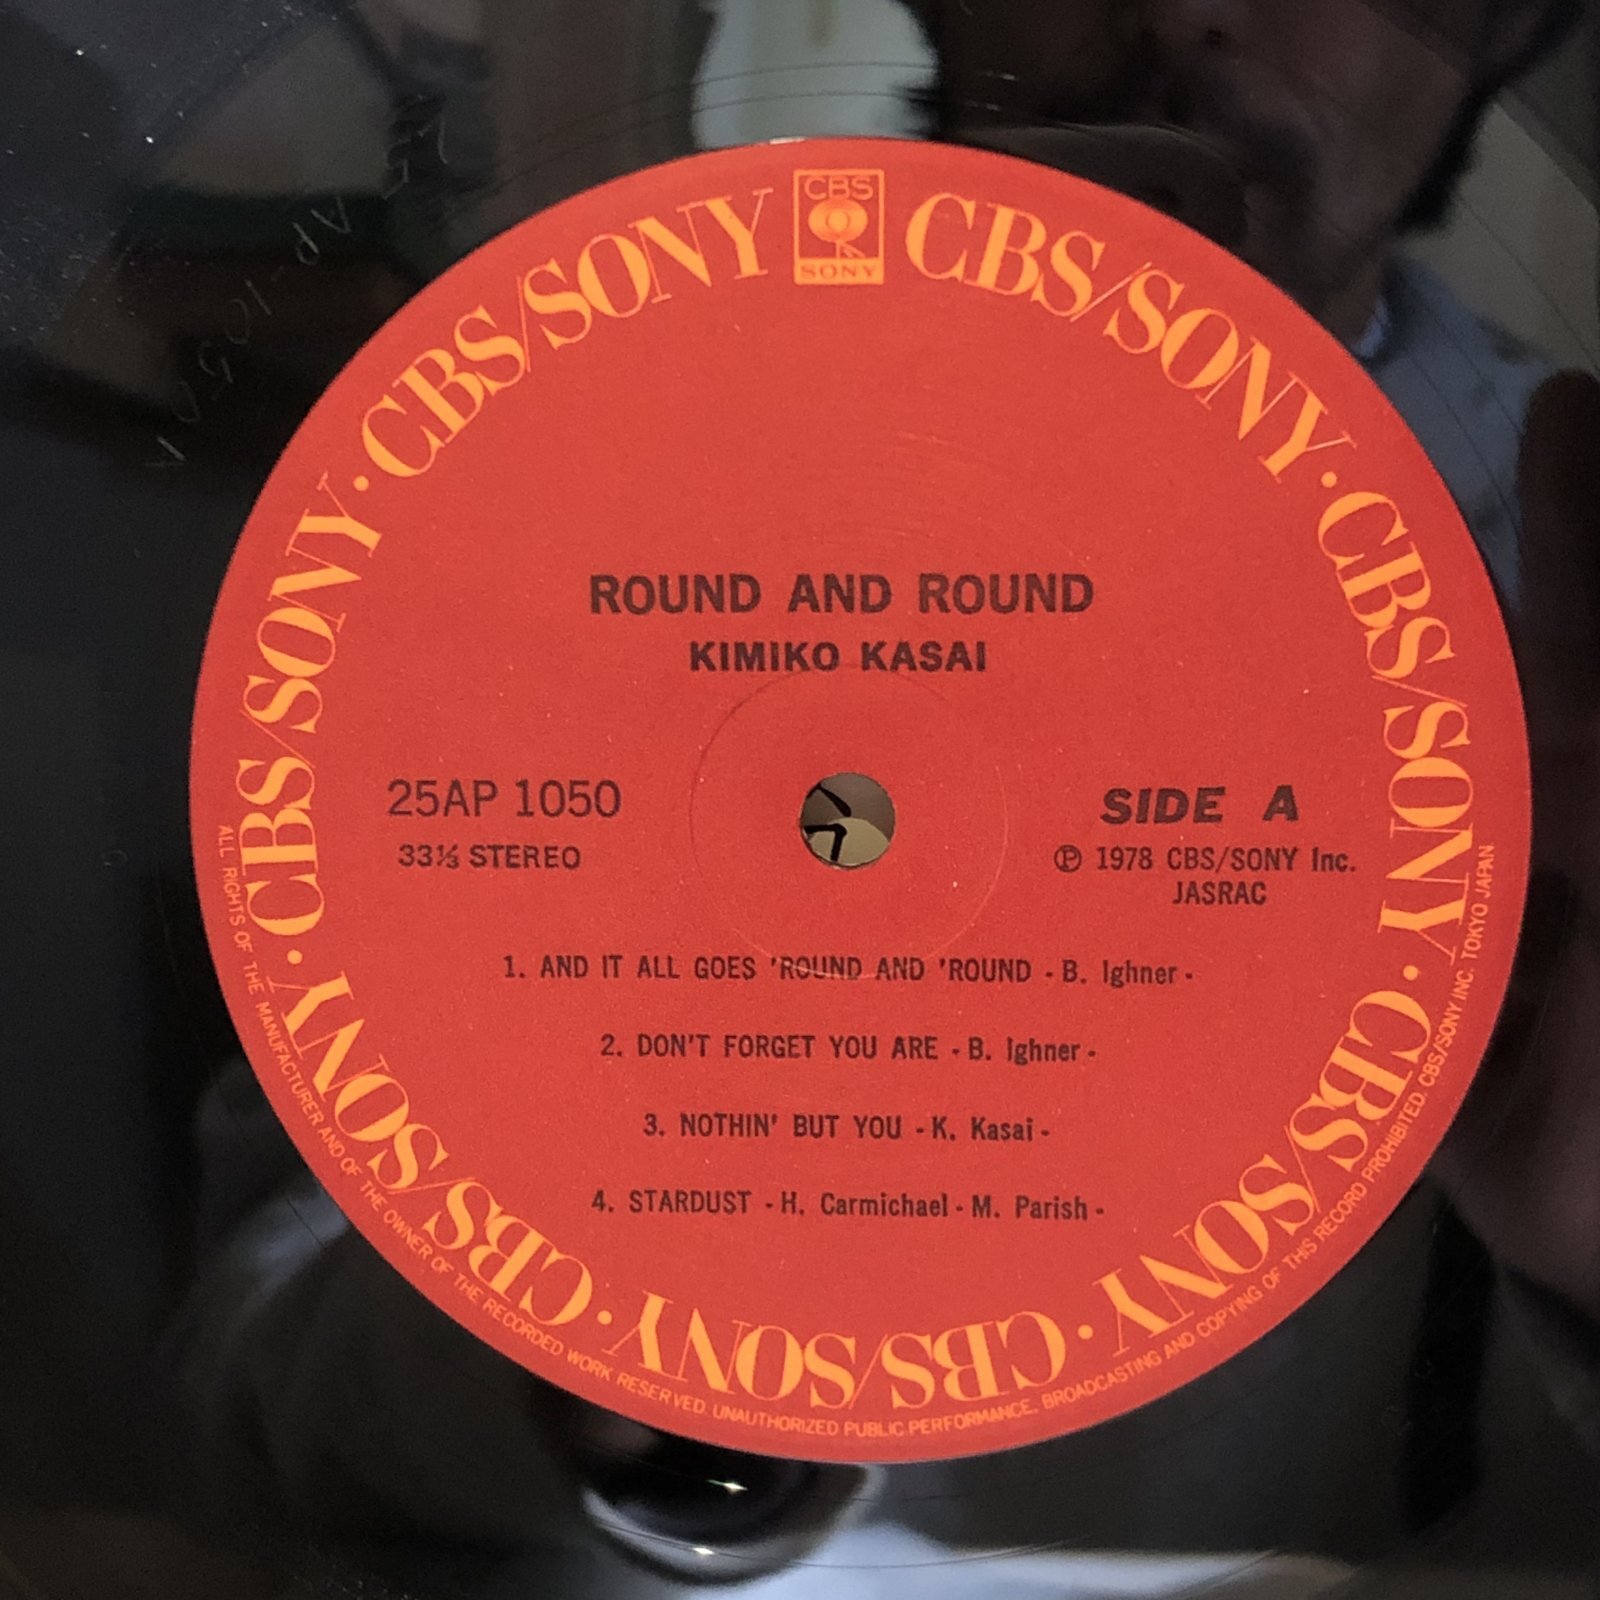 CBS
SONY
CBS/SONY · CBS/SONY · CBS/SONY · CBS/SONY · CBS/SONY · CBS/SONY · CBS/SONY · CBS/SONY
ROUND AND ROUND
KIMIKO KASAI
25AP 1050
33⅓ STEREO
SIDE A
℗ 1978 CBS/SONY Inc.
JASRAC
1. AND IT ALL GOES 'ROUND AND 'ROUND - B. Ighner -
2. DON'T FORGET YOU ARE - B. Ighner -
3. NOTHIN' BUT YOU - K. Kasai -
4. STARDUST - H. Carmichael - M. Parish -
ALL RIGHTS OF THE MANUFACTURER AND OF THE OWNER OF THE RECORDED WORK RESERVED. UNAUTHORIZED PUBLIC PERFORMANCE. BROADCASTING AND COPYING OF THIS RECORD PROHIBITED. CBS/SONY INC. TOKYO JAPAN